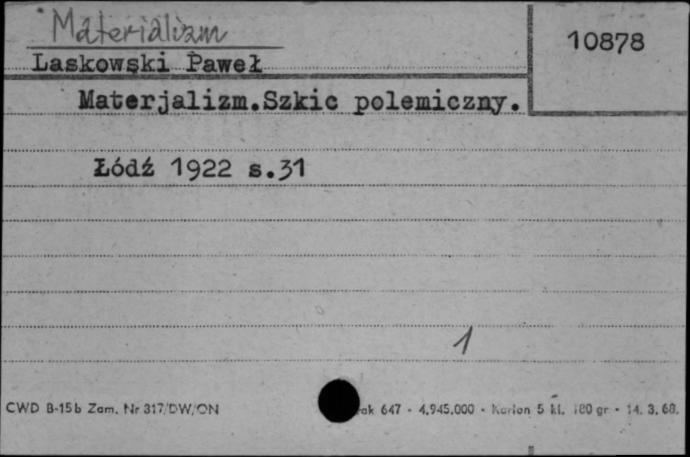 Materializm
10878
Laskowski Paweł
Materjalizm.Szkic polemiczny.
Łódź 1922 s.31
1
CWD B-15b Zam. Nr 317/DW/ON ak 647 - 4.945.000 - Karton 5 kl. 180 gr - 14. 3. 68.